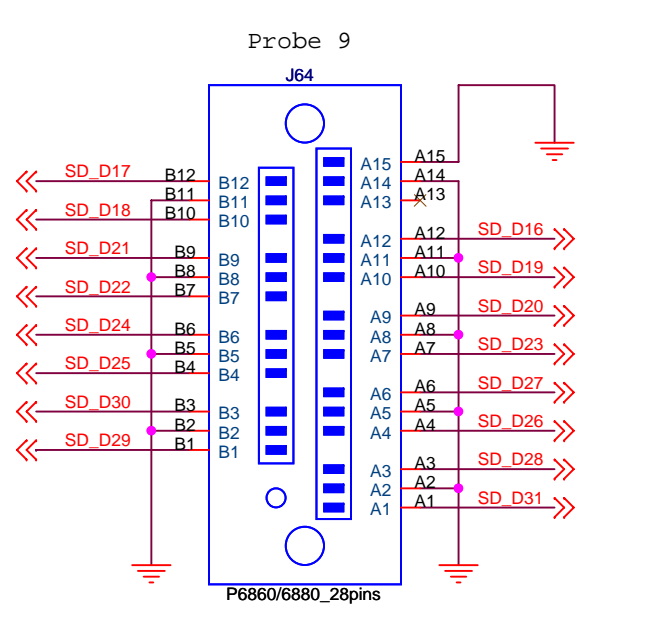 Probe 9
J64
A15 A15
SD_D17 B12 B12 A14 A14
B11 B11 A13 A13
SD_D18 B10 B10
A12 A12 SD_D16
SD_D21 B9 B9 A11 A11
B8 B8 A10 A10 SD_D19
SD_D22 B7 B7
A9 A9 SD_D20
SD_D24 B6 B6 A8 A8
B5 B5 A7 A7 SD_D23
SD_D25 B4 B4
A6 A6 SD_D27
SD_D30 B3 B3 A5 A5
B2 B2 A4 A4 SD_D26
SD_D29 B1 B1
A3 A3 SD_D28
A2 A2
A1 A1 SD_D31
P6860/6880_28pins